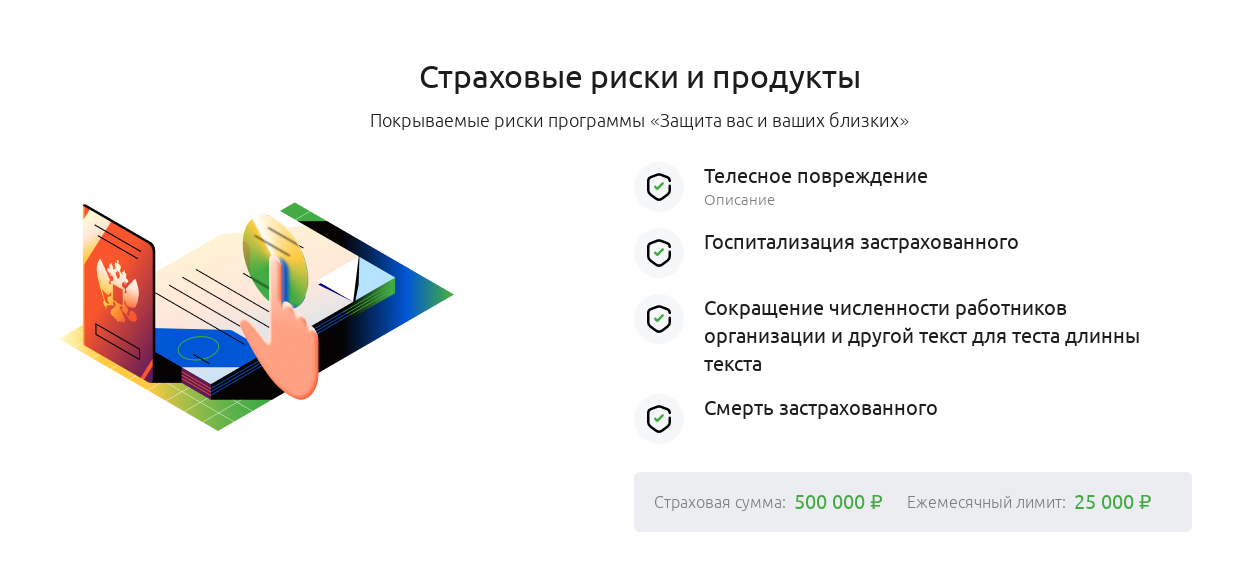 Страховые риски и продукты
Покрываемые риски программы «Защита вас и ваших близких»
Телесное повреждение
Описание
Госпитализация застрахованного
Сокращение численности работников
организации и другой текст для теста длинны
текста
Смерть застрахованного
Страховая сумма: 500 000 ₽ Ежемесячный лимит: 25 000 ₽